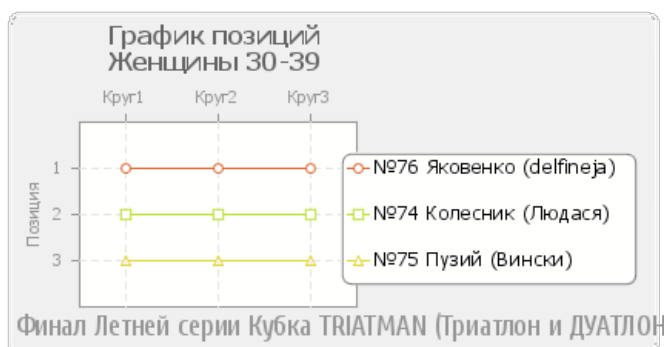 График позиций
Женщины 30-39
Круг1 Круг2 Круг3
Позиция
1
2
3
№76 Яковенко (delfineja)
№74 Колесник (Людася)
№75 Пузий (Вински)
Финал Летней серии Кубка TRIATMAN (Триатлон и ДУАТЛОН